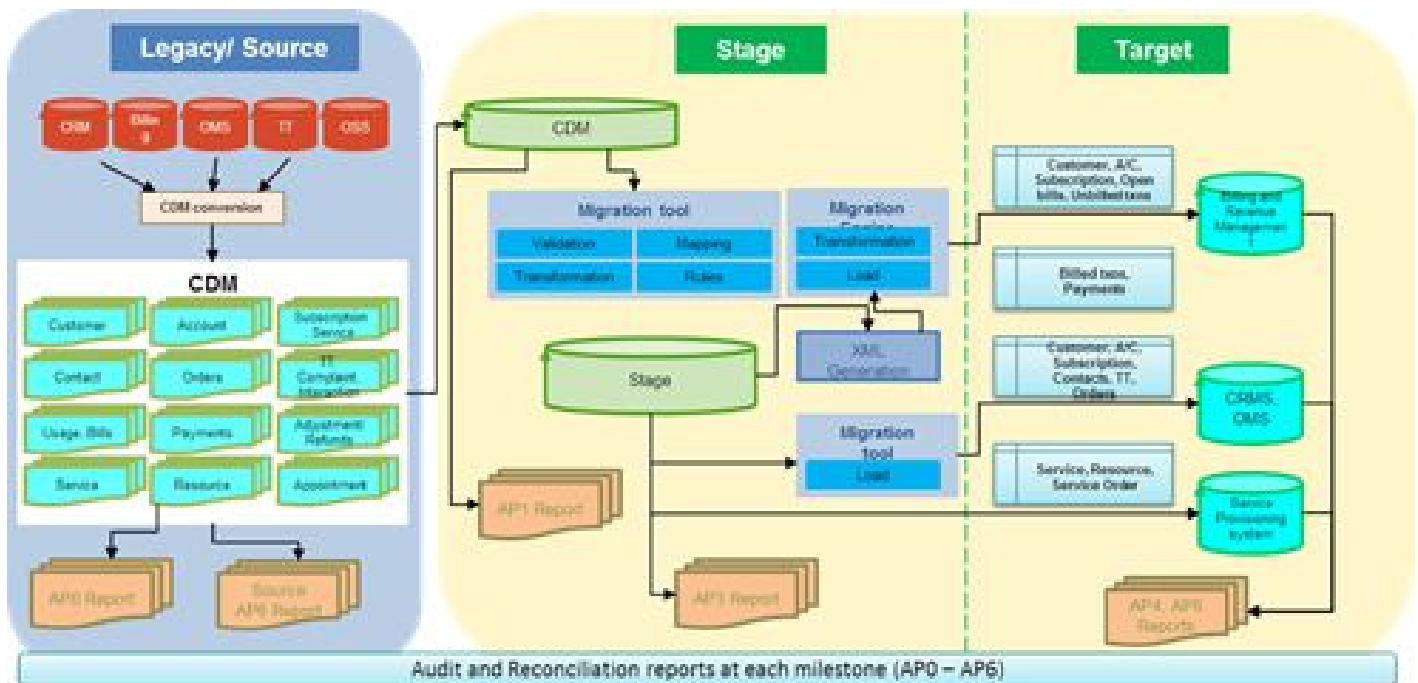 Legacy/ Source
Stage
Target
CRM
Billin
g
OMS
TT
OSS
CDM conversion
CDM
Customer
Account
Subscription
Service
Contact
Orders
TT
Complaint
Interaction
Usage, Bills
Payments
Adjustment/
Refunds
Service
Resource
Appointment
AP0 Report
Source
AP6 Report
CDM
Migration tool
Validation
Mapping
Transformation
Rules
Migration
Transformation
Load
XML
Generation
Stage
Migration
tool
Load
AP1 Report
AP3 Report
Customer, A/C,
Subscription, Open
bills, Unbilled txns
Billed txns,
Payments
Customer, A/C,
Subscription,
Contacts, TT,
Orders
Service, Resource,
Service Order
Billing and
Revenue
Managemen
t
CRMS,
OMS
Service
Provisioning
system
AP4,
Reports
Audit and Reconciliation reports at each milestone (AP0 – AP6)